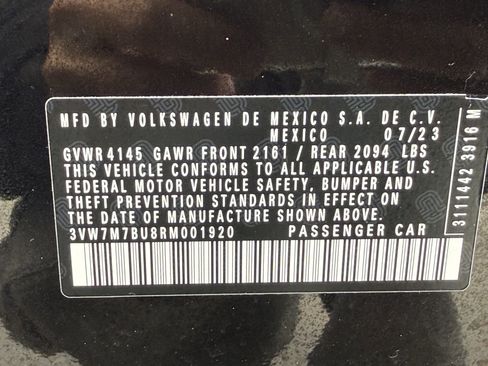 MFD BY VOLKSWAGEN DE MEXICO S.A. DE C.V.
MEXICO 07/23
GVWR 4145 GAWR FRONT 2161 / REAR 2094 LBS
THIS VEHICLE CONFORMS TO ALL APPLICABLE U.S.
FEDERAL MOTOR VEHICLE SAFETY, BUMPER AND
THEFT PREVENTION STANDARDS IN EFFECT ON
THE DATE OF MANUFACTURE SHOWN ABOVE.
3VW7M7BU8RM001920 PASSENGER CAR
3111442 3916 M